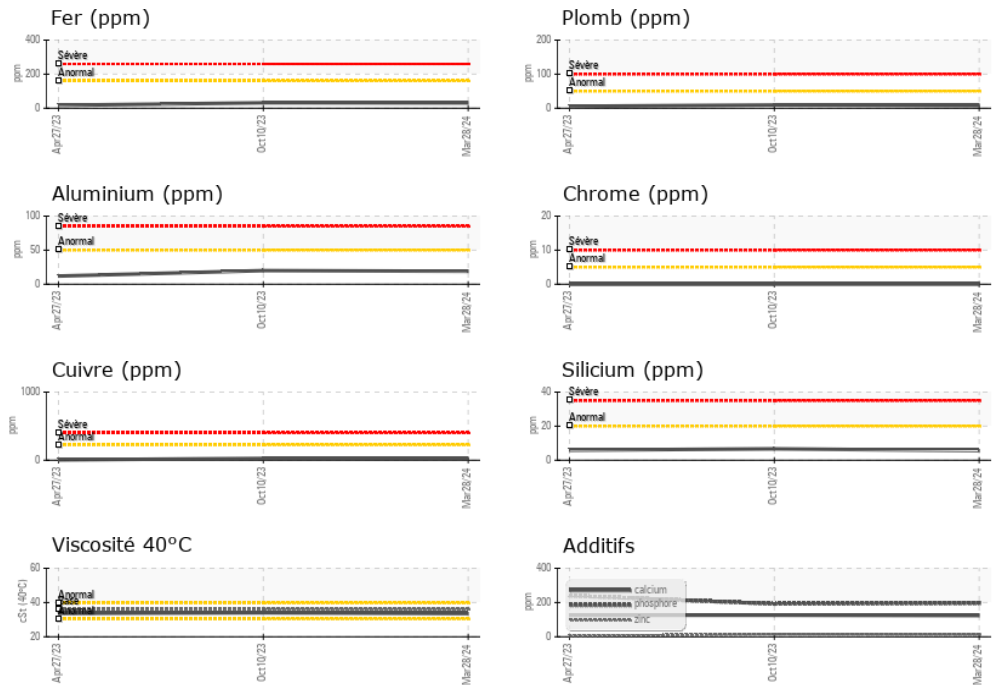 Fer (ppm)
400
200
0
ppm
Sévère
Anormal
Apr27/23
Oct10/23
Mar28/24
Plomb (ppm)
200
100
0
ppm
Sévère
Anormal
Apr27/23
Oct10/23
Mar28/24
Aluminium (ppm)
100
50
0
ppm
Sévère
Anormal
Apr27/23
Oct10/23
Mar28/24
Chrome (ppm)
20
10
0
ppm
Sévère
Anormal
Apr27/23
Oct10/23
Mar28/24
Cuivre (ppm)
1000
0
ppm
Sévère
Anormal
Apr27/23
Oct10/23
Mar28/24
Silicium (ppm)
40
20
0
ppm
Sévère
Anormal
Apr27/23
Oct10/23
Mar28/24
Viscosité 40°C
60
40
20
cSt (40°C)
Anormal
Base
Anormal
Apr27/23
Oct10/23
Mar28/24
Additifs
400
200
0
ppm
calcium
phosphore
zinc
Apr27/23
Oct10/23
Mar28/24